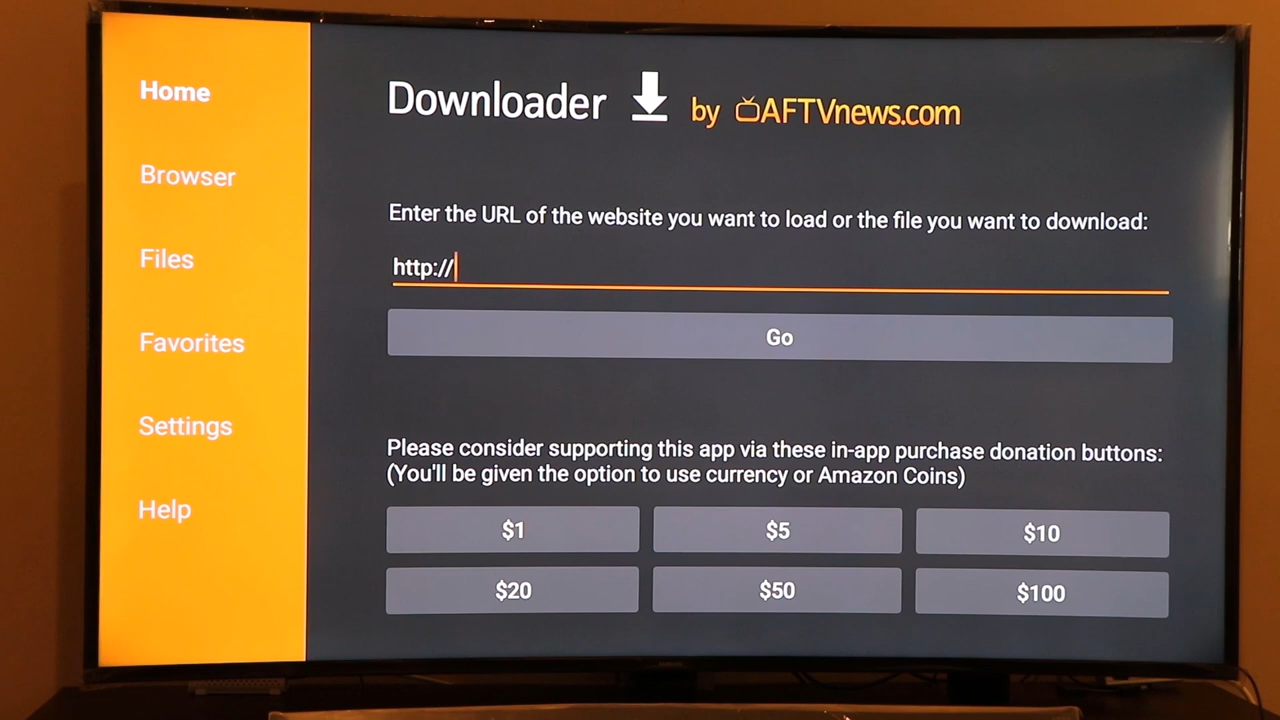 Home
Browser
Files
Favorites
Settings
Help
Downloader by AFTVnews.com
Enter the URL of the website you want to load or the file you want to download:
http://
Go
Please consider supporting this app via these in-app purchase donation buttons:
(You'll be given the option to use currency or Amazon Coins)
$1 $5 $10
$20 $50 $100